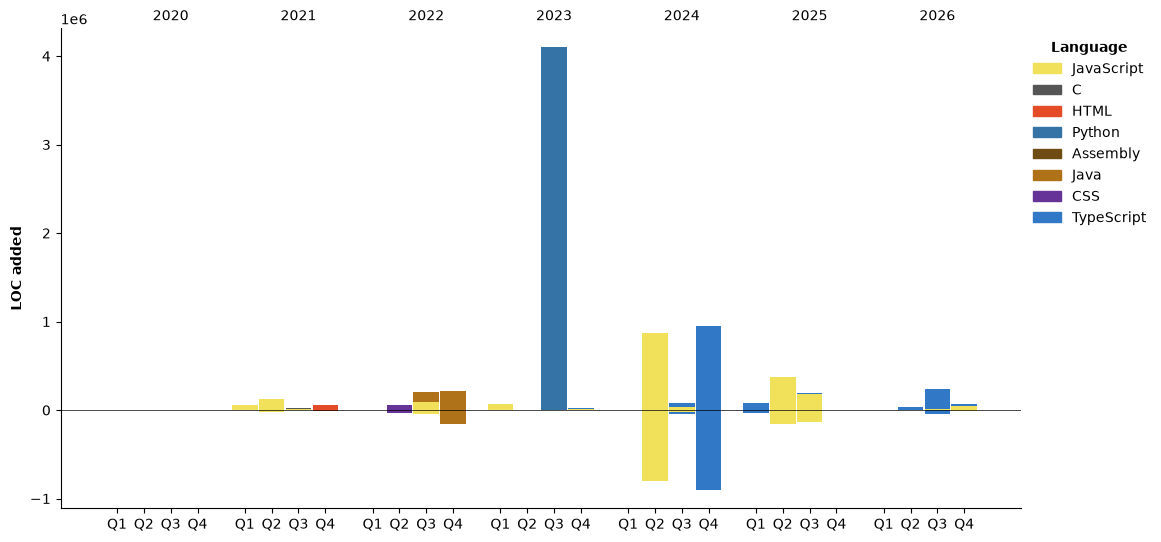 1e6
2020 2021 2022 2023 2024 2025 2026
Language
JavaScript
C
HTML
Python
Assembly
Java
CSS
TypeScript
LOC added
4
3
2
1
0
−1
Q1 Q2 Q3 Q4 Q1 Q2 Q3 Q4 Q1 Q2 Q3 Q4 Q1 Q2 Q3 Q4 Q1 Q2 Q3 Q4 Q1 Q2 Q3 Q4 Q1 Q2 Q3 Q4